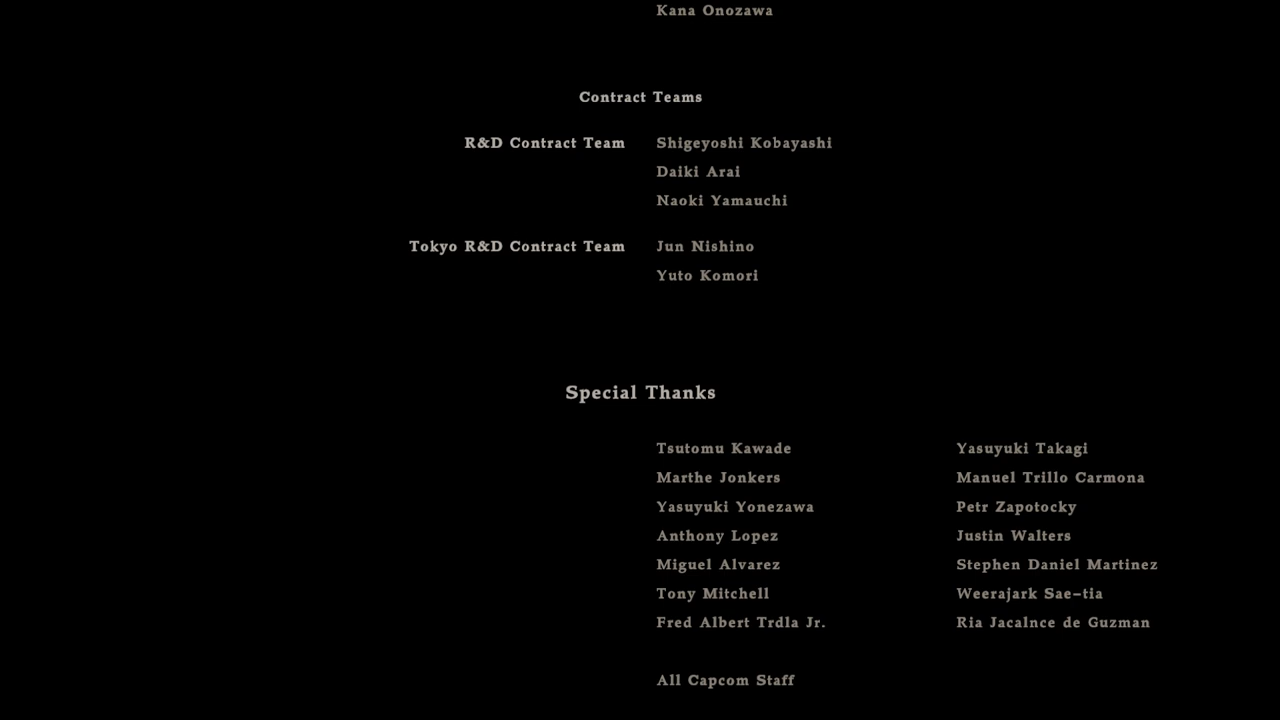 Kana Onozawa
Contract Teams
R&D Contract Team Shigeyoshi Kobayashi
Daiki Arai
Naoki Yamauchi
Tokyo R&D Contract Team Jun Nishino
Yuto Komori
Special Thanks
Tsutomu Kawade Yasuyuki Takagi
Marthe Jonkers Manuel Trillo Carmona
Yasuyuki Yonezawa Petr Zapotocky
Anthony Lopez Justin Walters
Miguel Alvarez Stephen Daniel Martinez
Tony Mitchell Weerajark Sae-tia
Fred Albert Trdla Jr. Ria Jacalnce de Guzman
All Capcom Staff